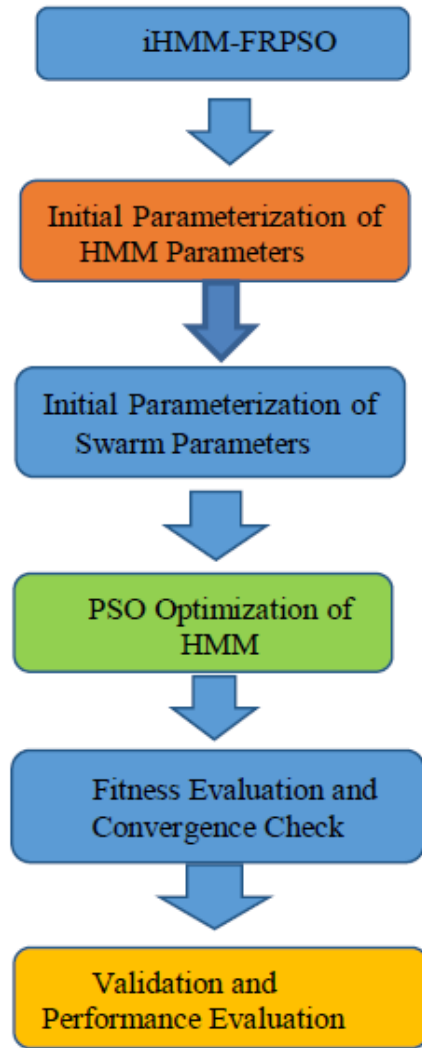 iHMM-FRPSO
Initial Parameterization of
HMM Parameters
Initial Parameterization of
Swarm Parameters
PSO Optimization of
HMM
Fitness Evaluation and
Convergence Check
Validation and
Performance Evaluation